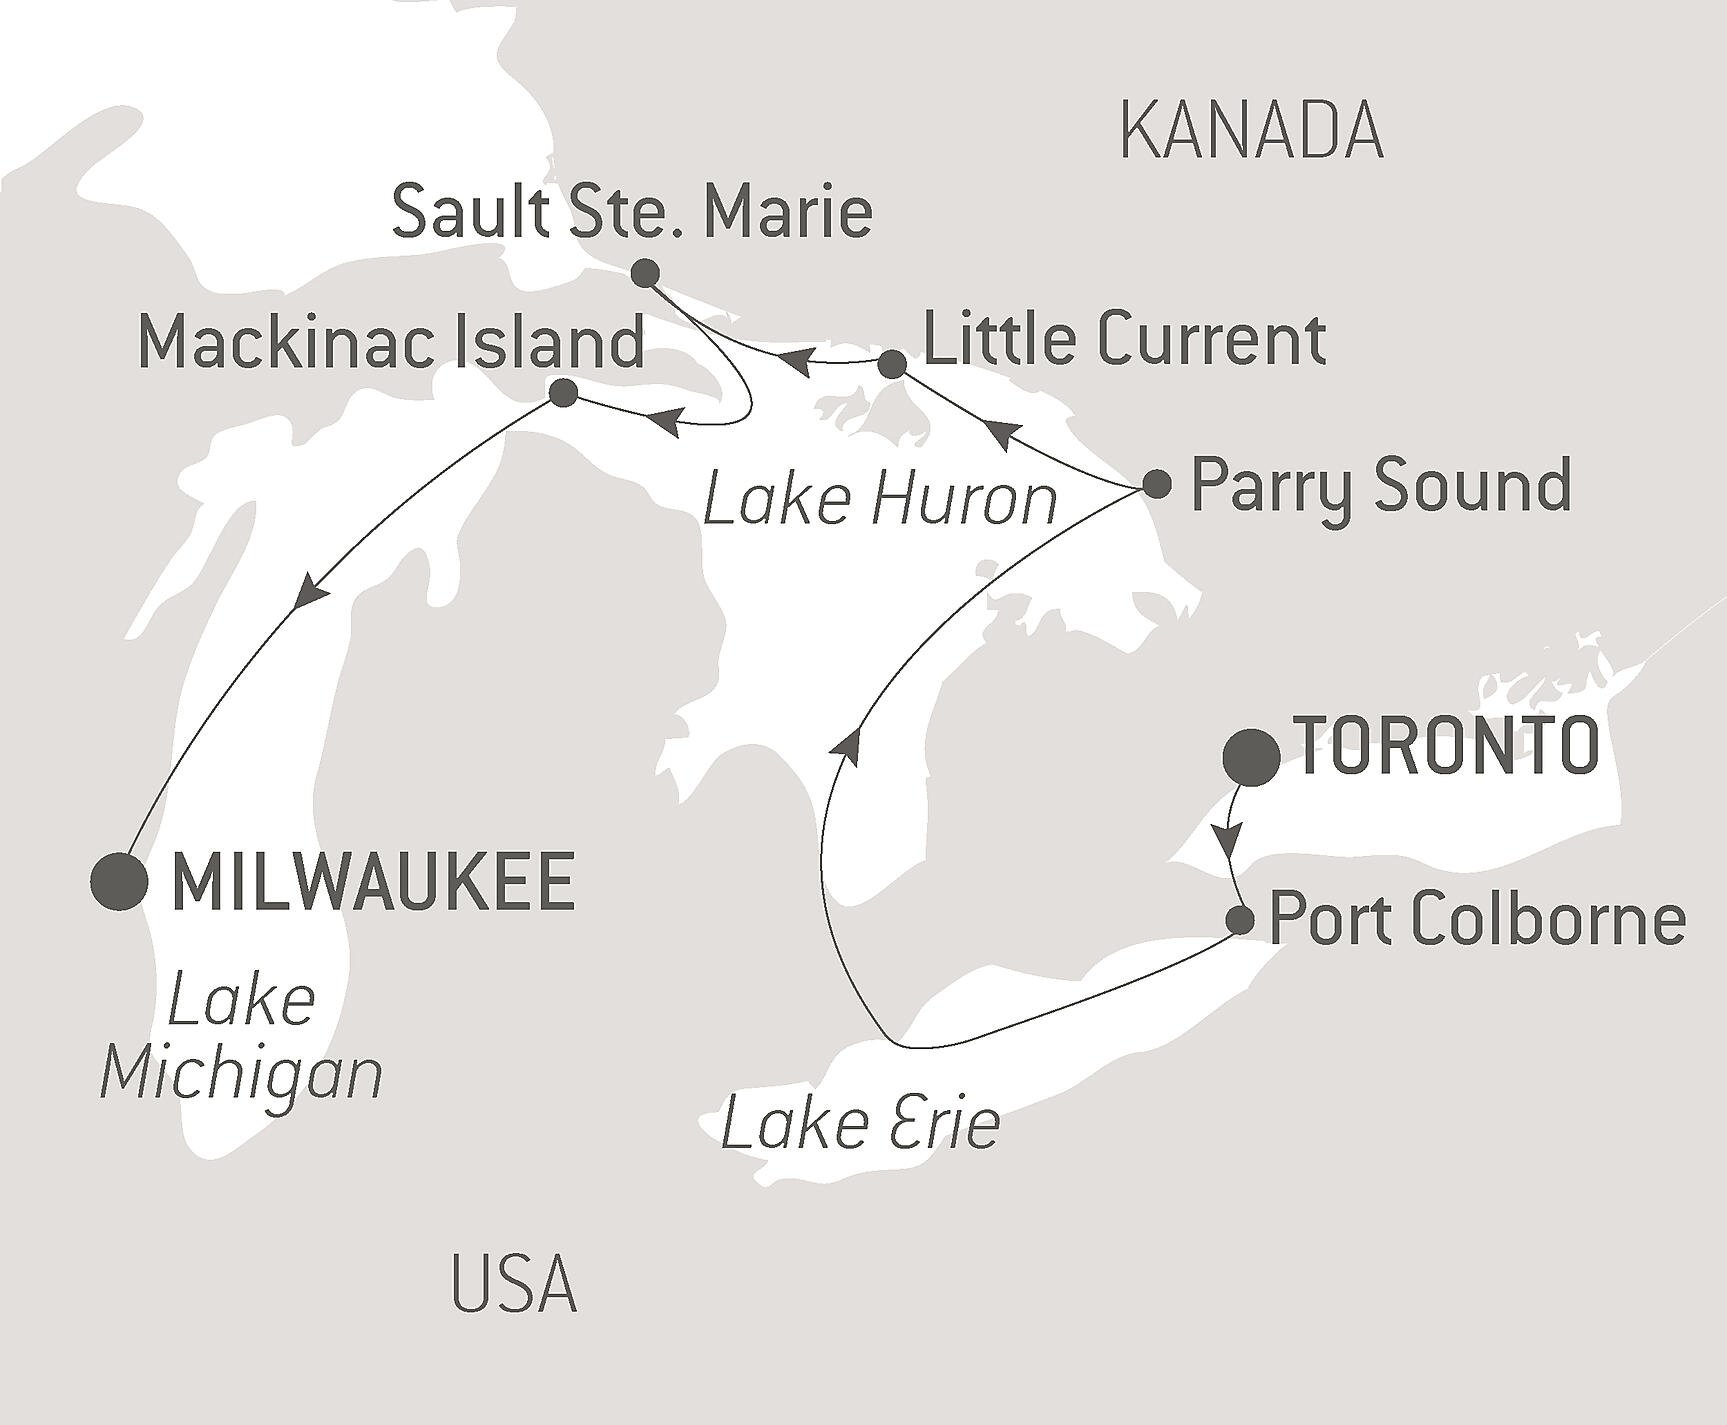 KANADA
Sault Ste. Marie
Mackinac Island
Little Current
Lake Huron
Parry Sound
TORONTO
MILWAUKEE
Port Colborne
Lake
Michigan
Lake Erie
USA